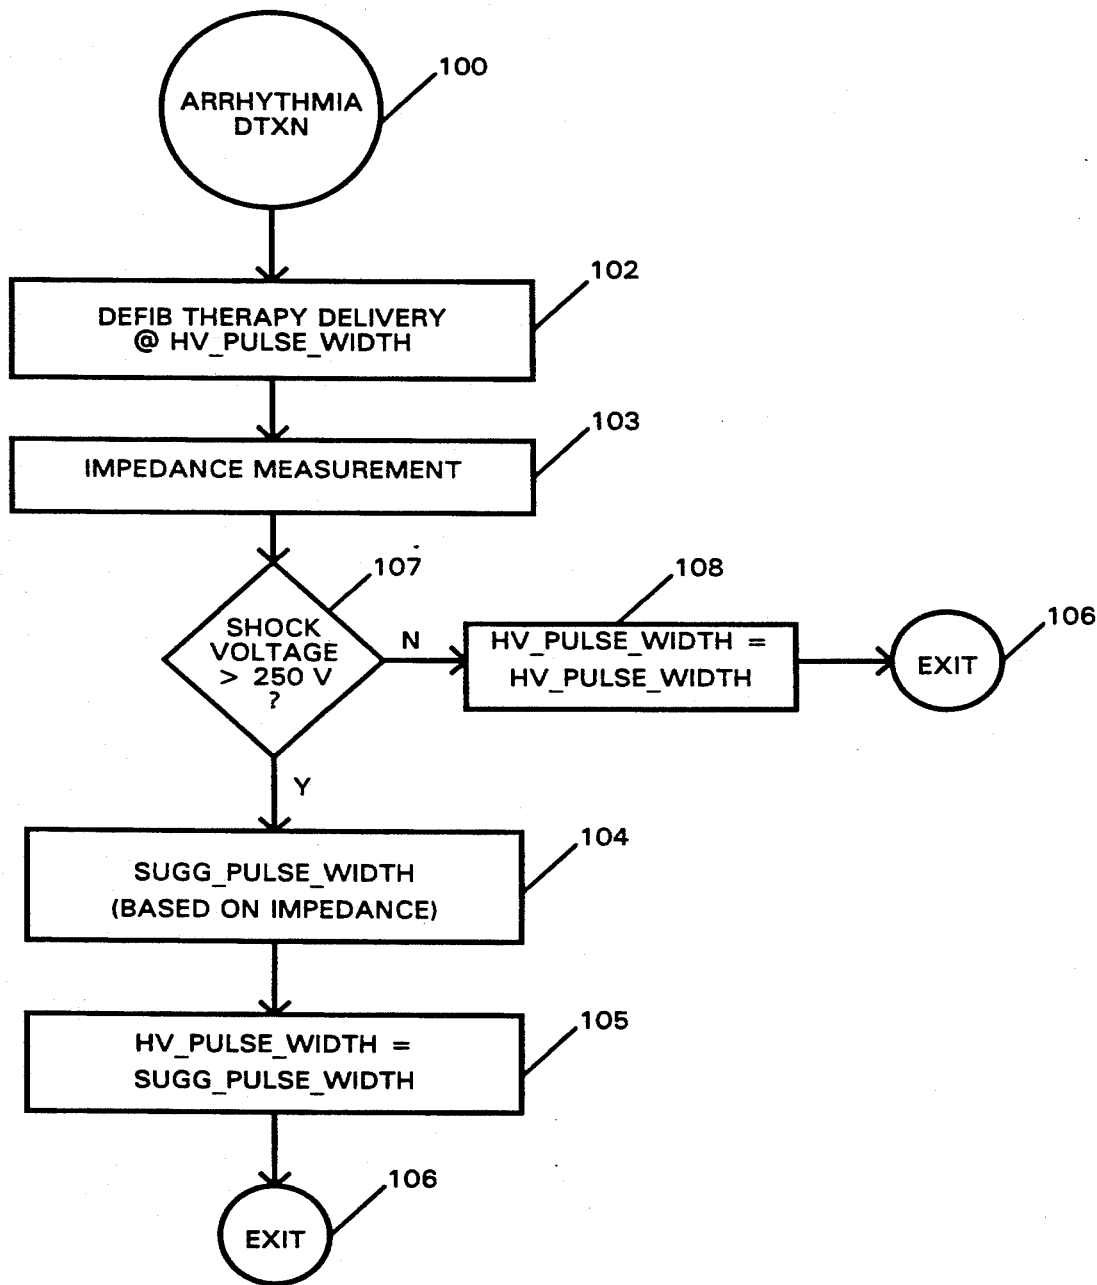 100
ARRHYTHMIA
DTXN
102
DEFIB THERAPY DELIVERY
@ HV_PULSE_WIDTH
103
IMPEDANCE MEASUREMENT
107
SHOCK
VOLTAGE
> 250 V
?
N
108
HV_PULSE_WIDTH =
HV_PULSE_WIDTH
106
EXIT
Y
104
SUGG_PULSE_WIDTH
(BASED ON IMPEDANCE)
105
HV_PULSE_WIDTH =
SUGG_PULSE_WIDTH
106
EXIT